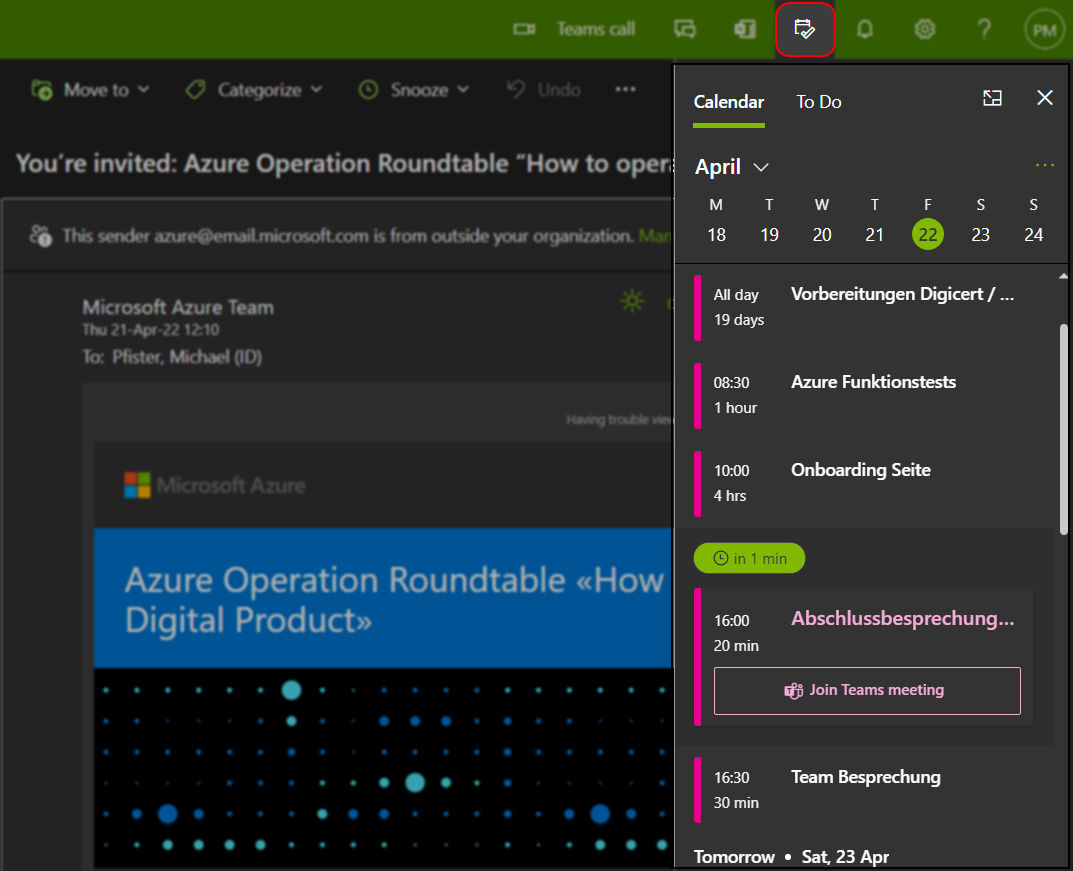 Teams call
?
PM
Move to
Categorize
Snooze
Undo
...
You're invited: Azure Operation Roundtable "How to opera
This sender azure@email.microsoft.com is from outside your organization. Man
Microsoft Azure Team
Thu 21-Apr-22 12:10
To: Pfister, Michael (ID)
Having trouble view
Microsoft Azure
Azure Operation Roundtable «How
Digital Product»
Calendar To Do
April
...
M T W T F S S
18 19 20 21 22 23 24
All day Vorbereitungen Digicert / ...
19 days
08:30 Azure Funktionstests
1 hour
10:00 Onboarding Seite
4 hrs
in 1 min
16:00 Abschlussbesprechung...
20 min
Join Teams meeting
16:30 Team Besprechung
30 min
Tomorrow • Sat, 23 Apr